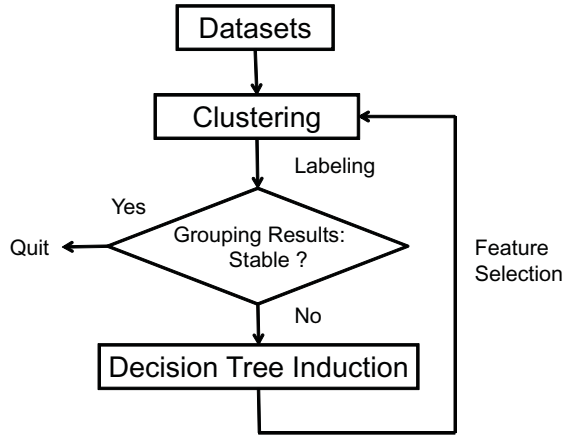 Datasets
Clustering
Labeling
Yes
Grouping Results:
Stable ?
Quit
Feature
Selection
No
Decision Tree Induction